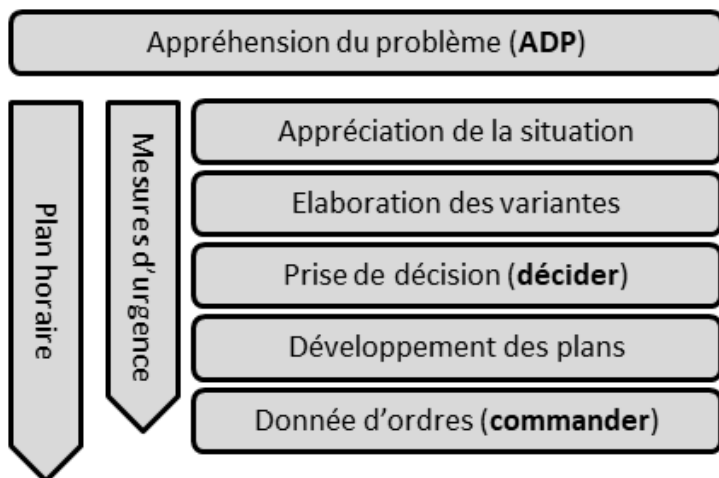 Appréhension du problème (ADP)
Plan horaire
Mesures d'urgence
Appréciation de la situation
Elaboration des variantes
Prise de décision (décider)
Développement des plans
Donnée d'ordres (commander)